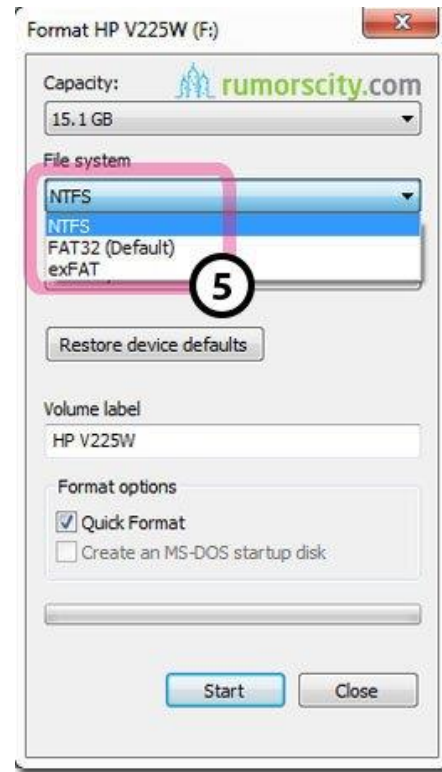 Format HP V225W (F:)
Capacity:
rumorscity.com
15.1 GB
File system
NTFS
NTFS
FAT32 (Default)
exFAT
5
Restore device defaults
Volume label
HP V225W
Format options
Quick Format
Create an MS-DOS startup disk
Start
Close